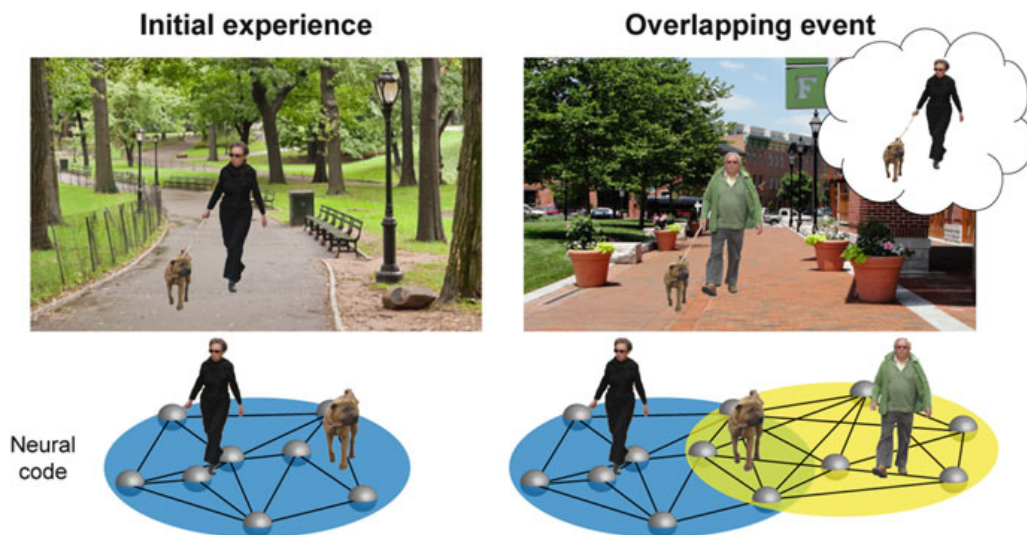 Initial experience
Overlapping event
F
Neural
code